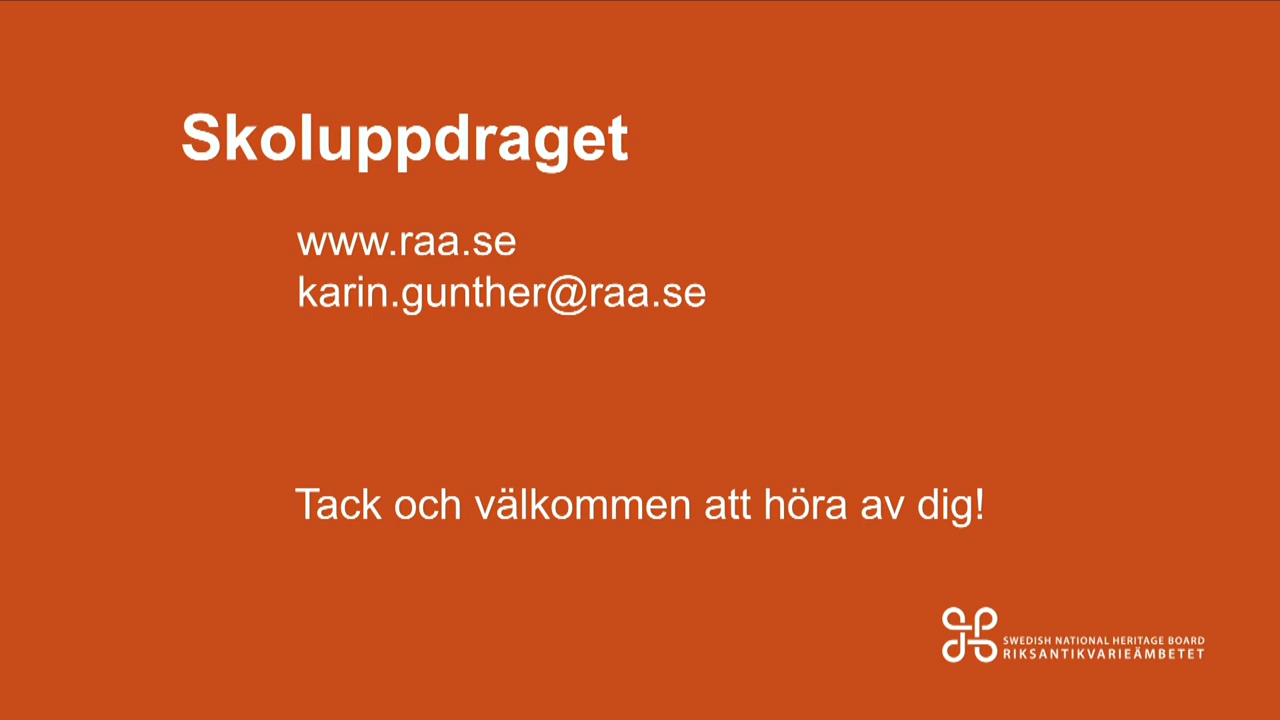 Skoluppdraget
www.raa.se
karin.gunther@raa.se
Tack och välkommen att höra av dig!
SWEDISH NATIONAL HERITAGE BOARD
RIKSANTIKVARIEÄMBETET